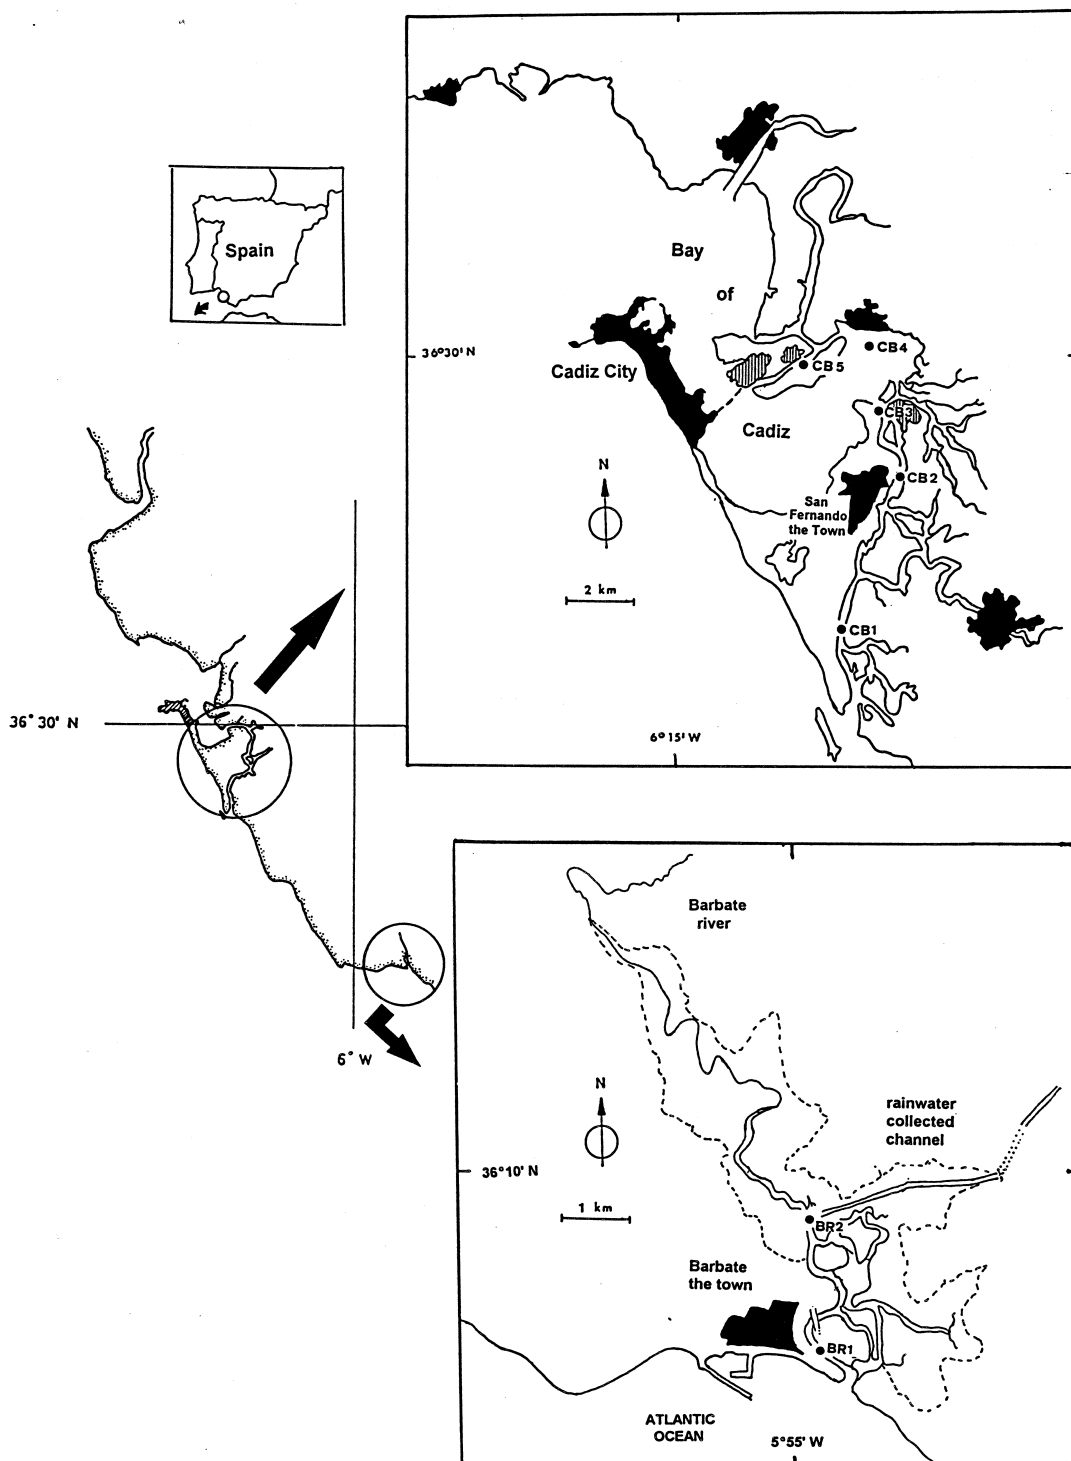 Spain
Bay
of
Cadiz
36°30'N
Cadiz City
CB4
CB5
CB3
CB2
San
Fernando
the Town
N
2 km
CB1
6°15'W
36°30' N
6° W
Barbate
river
N
rainwater
collected
channel
36°10' N
1 km
BR2
Barbate
the town
BR1
ATLANTIC
OCEAN
5°55' W